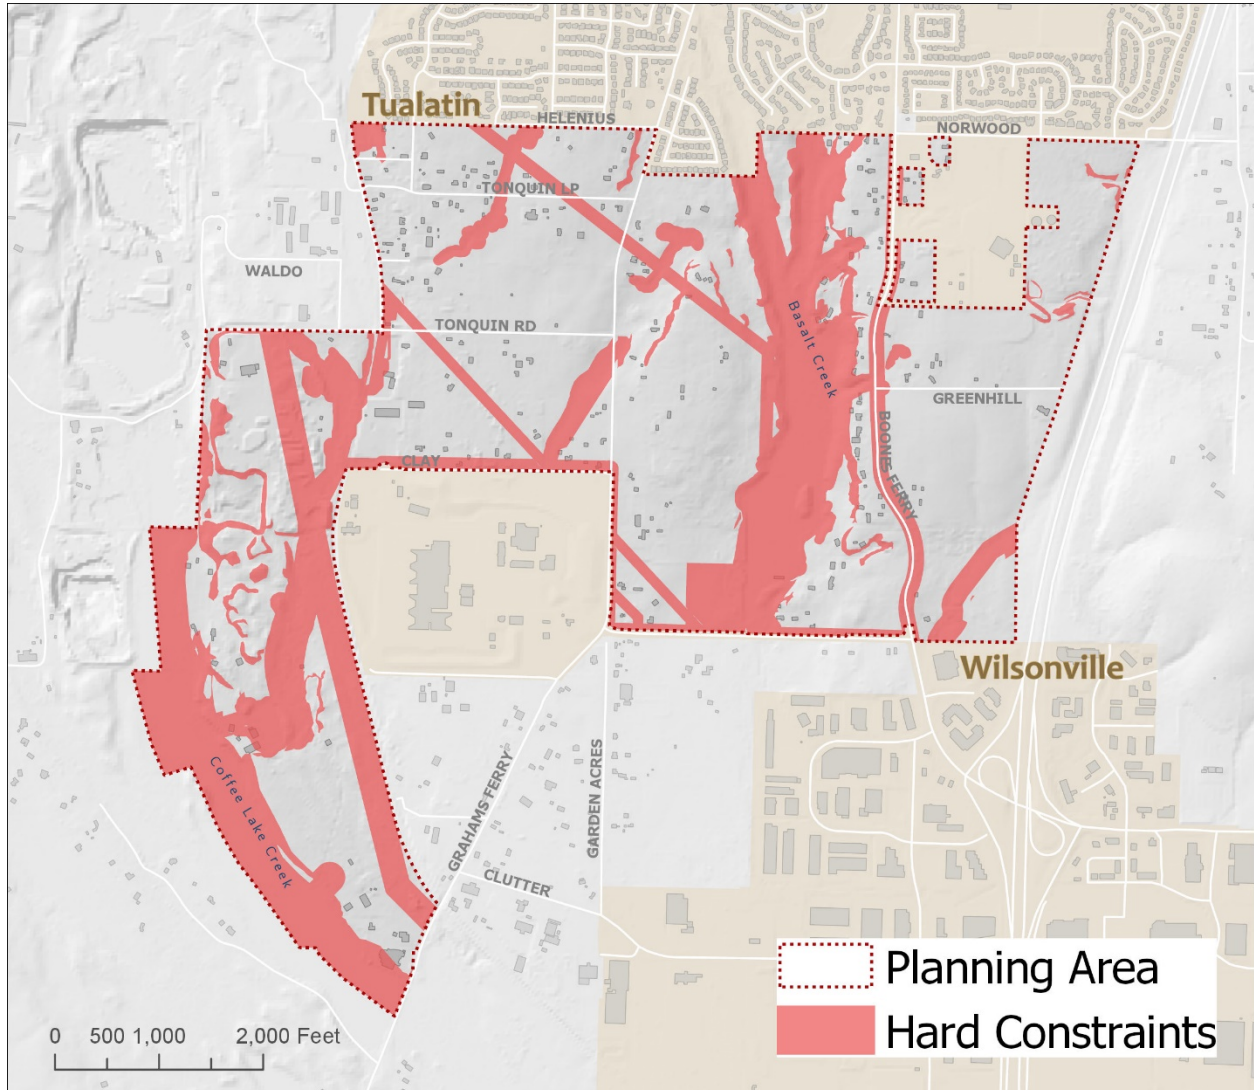 Tualatin
HELENIUS
NORWOOD
TONQUIN LP
WALDO
TONQUIN RD
Basalt Creek
GREENHILL
BOONES FERRY
CLAY
Wilsonville
Coffee Lake Creek
GRAHAMS FERRY
GARDEN ACRES
CLUTTER
Planning Area
Hard Constraints
0 500 1,000 2,000 Feet